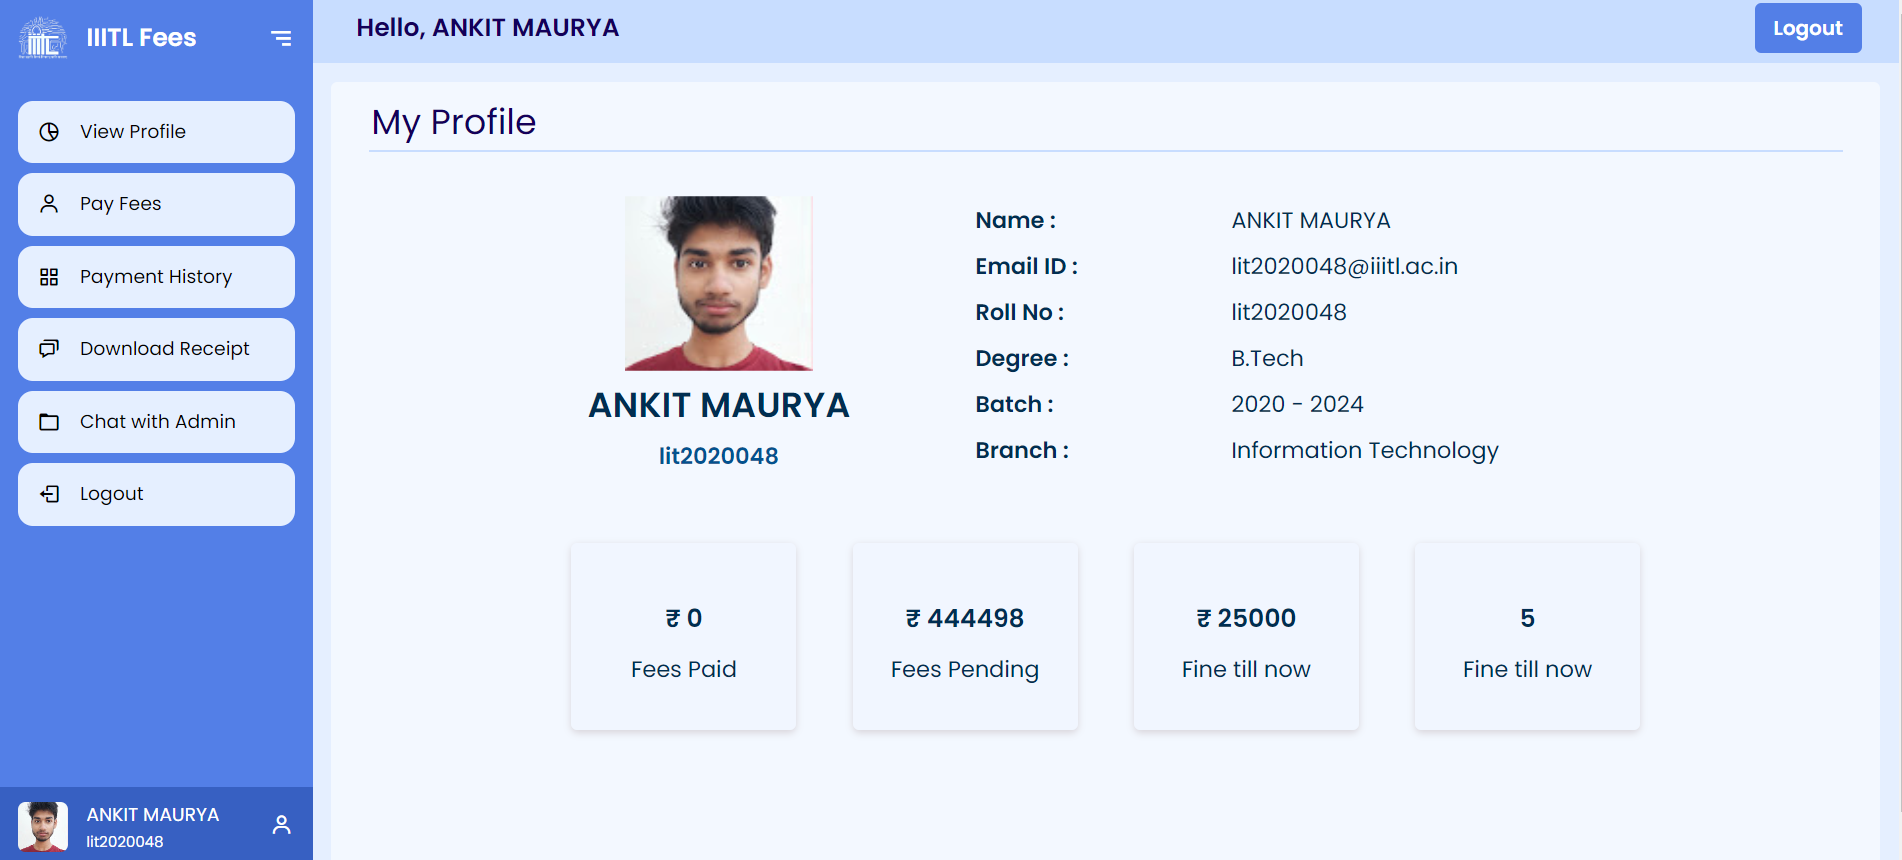 IIITL Fees
View Profile
Pay Fees
Payment History
Download Receipt
Chat with Admin
Logout
ANKIT MAURYA
lit2020048
Hello, ANKIT MAURYA
Logout
My Profile
ANKIT MAURYA
lit2020048
Name : ANKIT MAURYA
Email ID : lit2020048@iiitl.ac.in
Roll No : lit2020048
Degree : B.Tech
Batch : 2020 - 2024
Branch : Information Technology
₹ 0
Fees Paid
₹ 444498
Fees Pending
₹ 25000
Fine till now
5
Fine till now